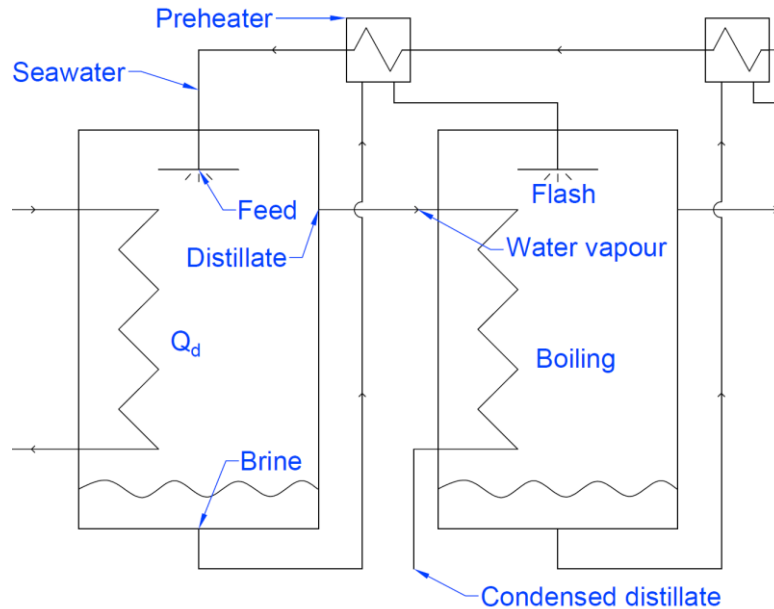 Preheater
Seawater
Feed
Flash
Distillate
Water vapour
Qd
Boiling
Brine
Condensed distillate